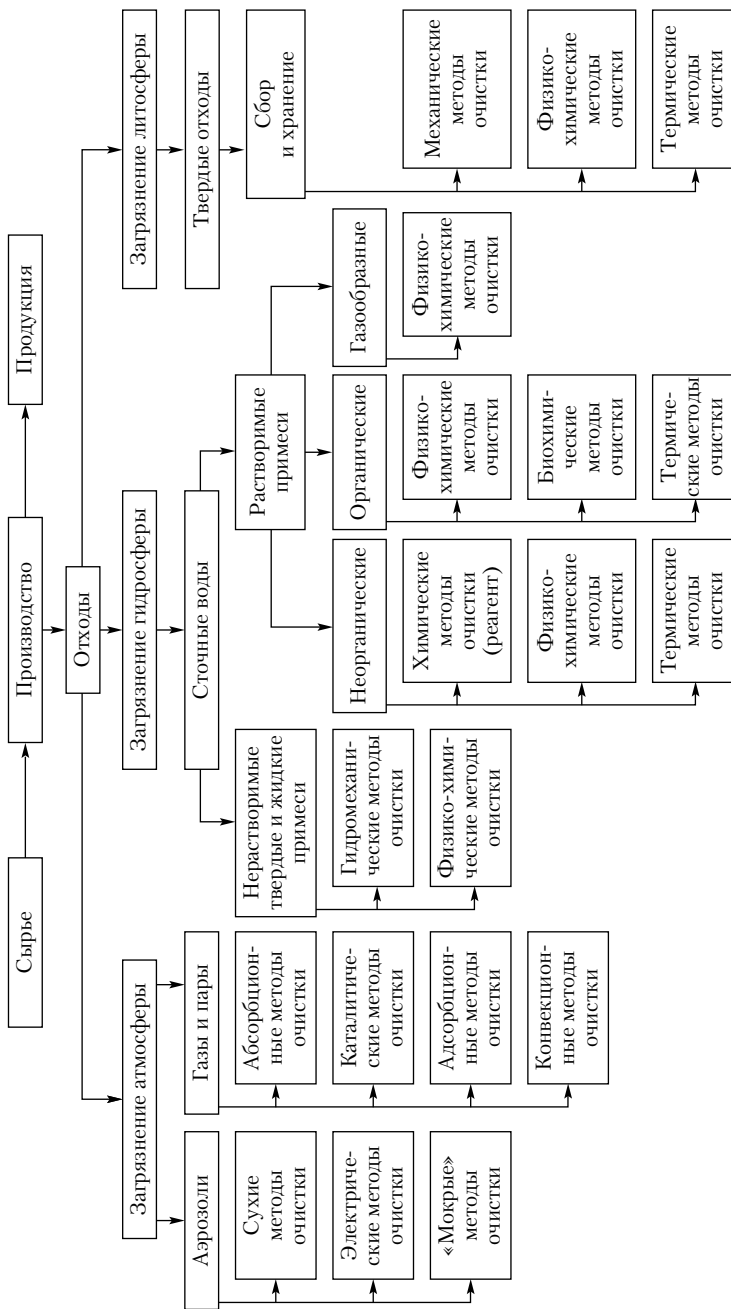 Сырье
Производство
Продукция
Отходы
Загрязнение атмосферы
Загрязнение гидросферы
Загрязнение литосферы
Аэрозоли
Газы и пары
Сточные воды
Твердые отходы
Сухие
методы
очистки
Электриче-
ские методы
очистки
«Мокрые»
методы
очистки
Абсорбцион-
ные методы
очистки
Каталитиче-
ские методы
очистки
Адсорбцион-
ные методы
очистки
Конвекцион-
ные методы
очистки
Нерастворимые
твердые и жидкие
примеси
Гидромехани-
ческие методы
очистки
Физико-хими-
ческие методы
очистки
Растворимые
примеси
Неорганические
Химические
методы
очистки
(реагент)
Физико-
химические
методы
очистки
Термические
методы
очистки
Органические
Физико-
химические
методы
очистки
Биохими-
ческие
методы
очистки
Термиче-
ские методы
очистки
Газообразные
Физико-
химические
методы
очистки
Сбор
и хранение
Механические
методы
очистки
Физико-
химические
методы
очистки
Термические
методы
очистки